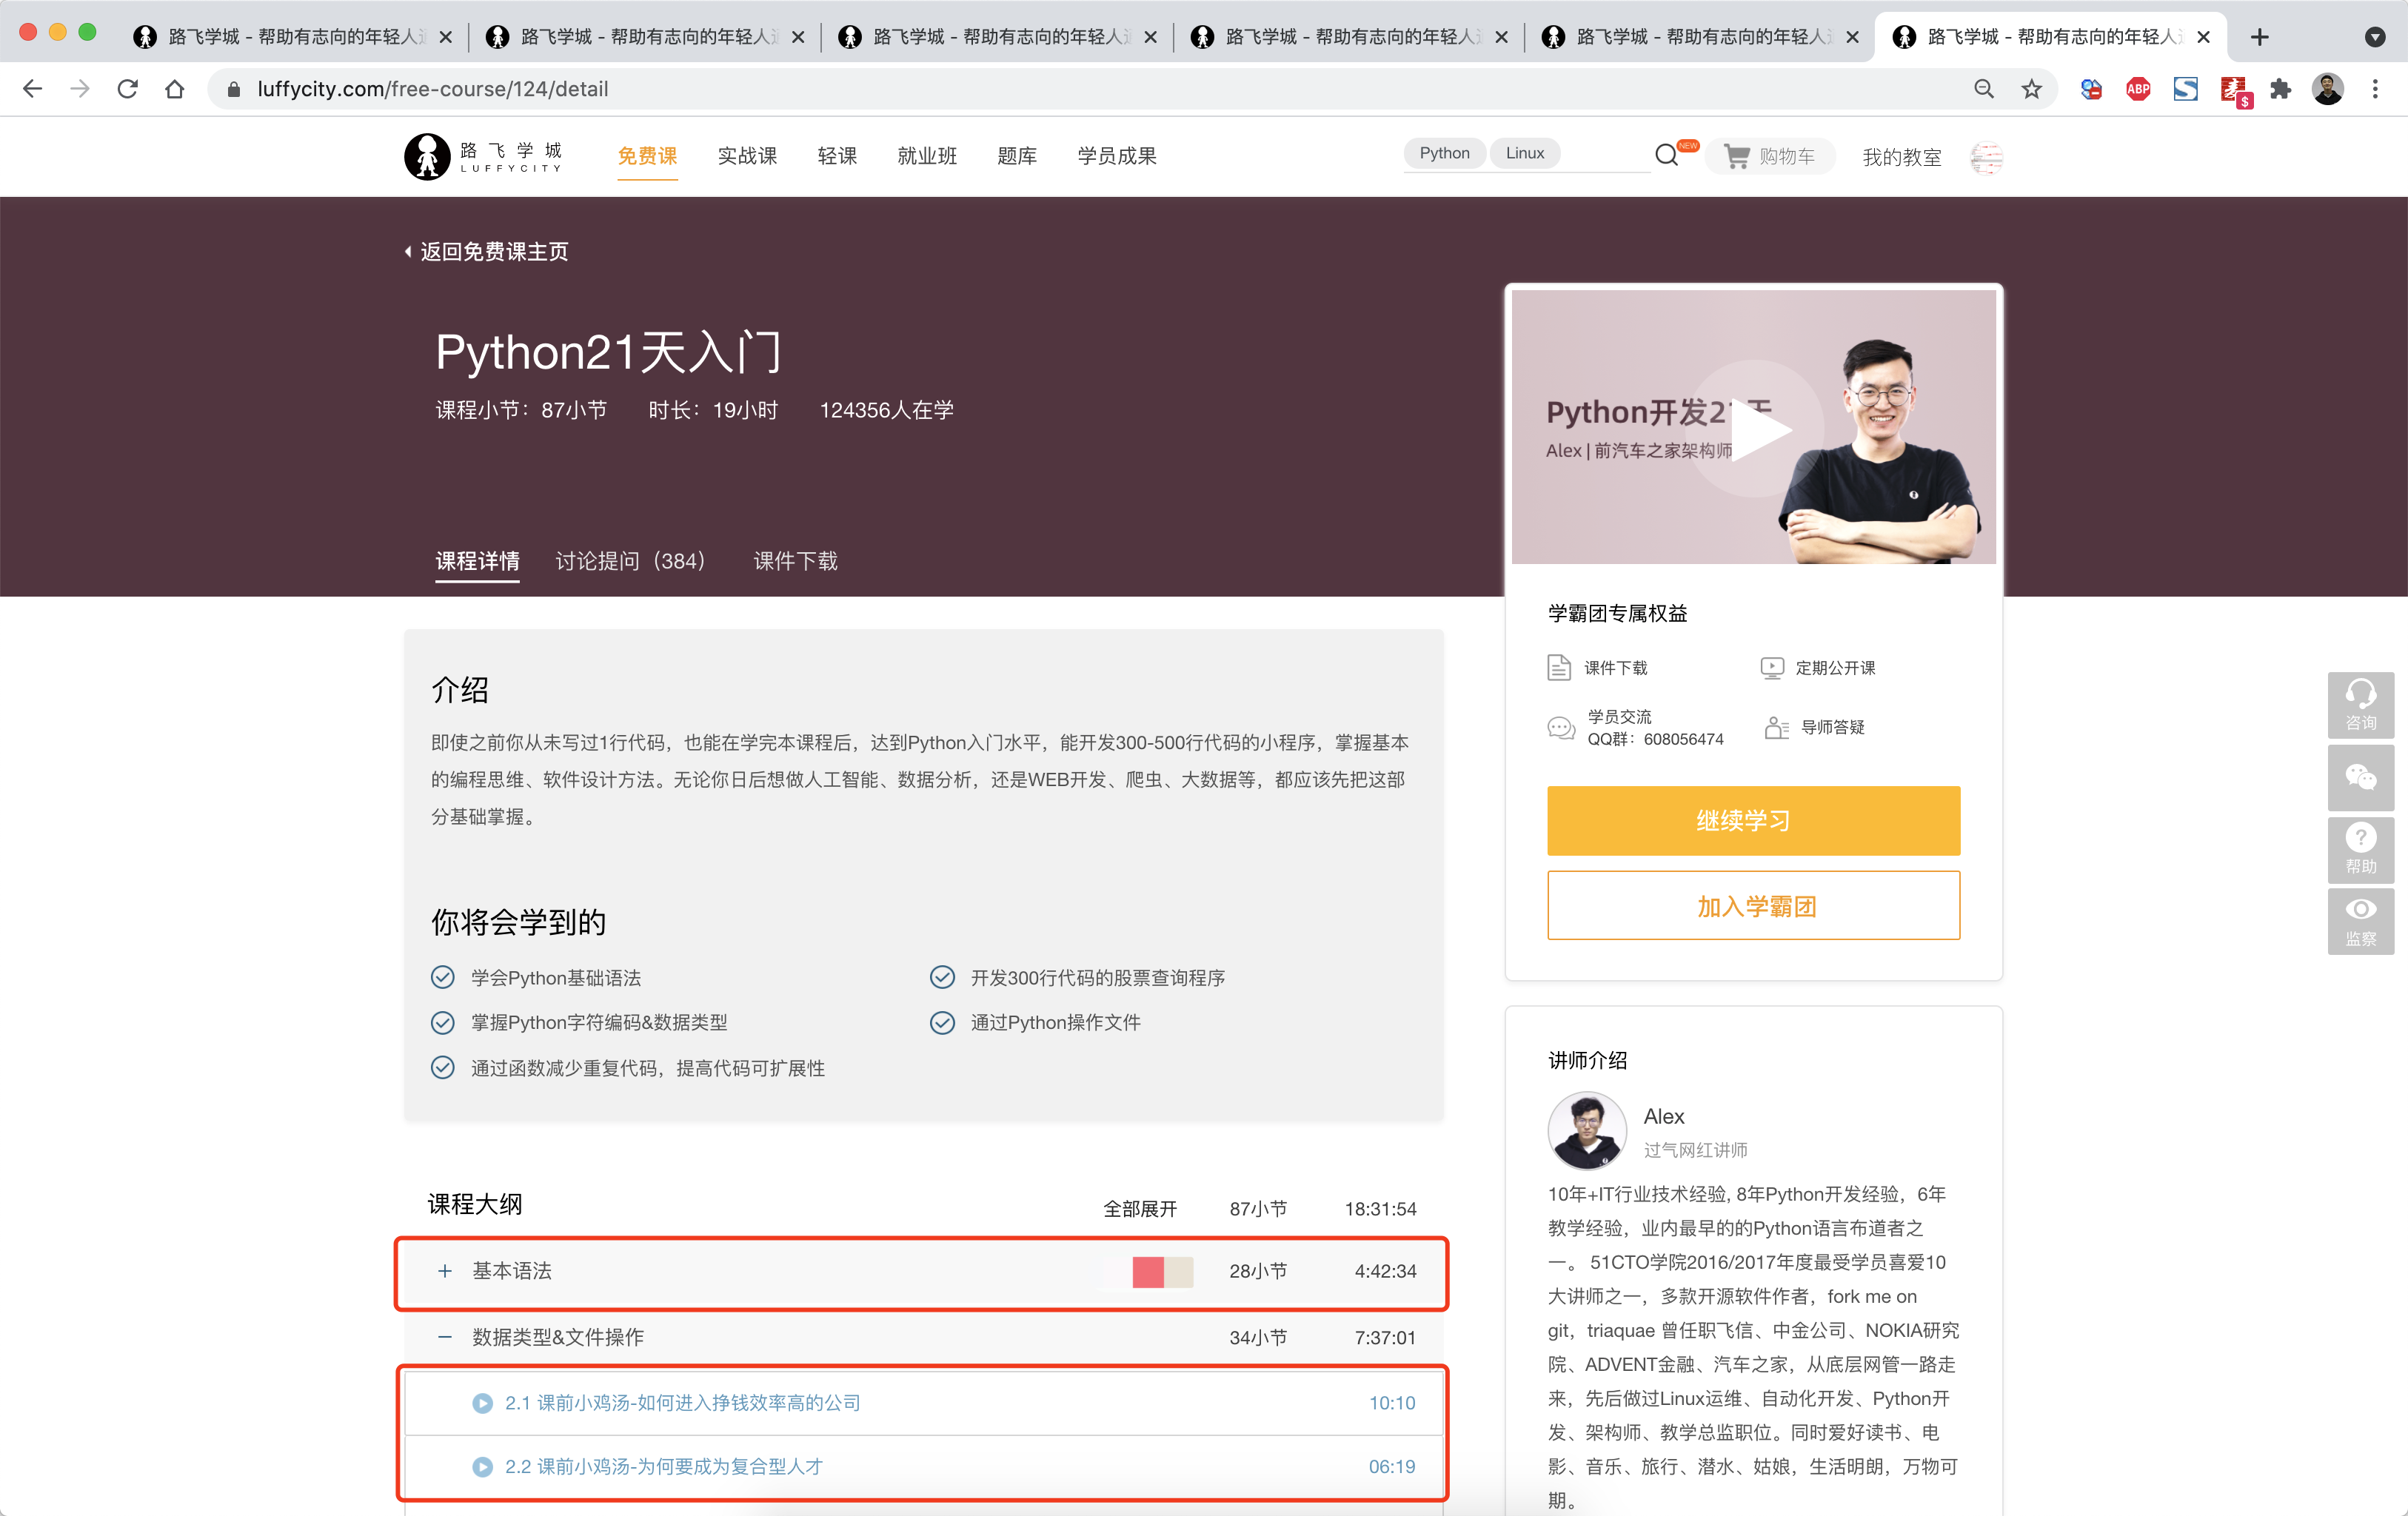 路飞学城 - 帮助有志向的年轻人
路飞学城 - 帮助有志向的年轻人
路飞学城 - 帮助有志向的年轻人
路飞学城 - 帮助有志向的年轻人
路飞学城 - 帮助有志向的年轻人
路飞学城 - 帮助有志向的年轻人
luffycity.com/free-course/124/detail
ABP
$
路飞学城
LUFFYCITY
免费课
实战课
轻课
就业班
题库
学员成果
Python
Linux
NEW
购物车
我的教室
返回免费课主页
Python21天入门
课程小节：87小节
时长：19小时
124356人在学
Python开发21天
Alex | 前汽车之家架构师
课程详情
讨论提问（384）
课件下载
学霸团专属权益
课件下载
定期公开课
学员交流
QQ群：608056474
导师答疑
继续学习
加入学霸团
咨询
帮助
监察
介绍
即使之前你从未写过1行代码，也能在学完本课程后，达到Python入门水平，能开发300-500行代码的小程序，掌握基本
的编程思维、软件设计方法。无论你日后想做人工智能、数据分析，还是WEB开发、爬虫、大数据等，都应该先把这部
分基础掌握。
你将会学到的
学会Python基础语法
开发300行代码的股票查询程序
掌握Python字符编码&数据类型
通过Python操作文件
通过函数减少重复代码，提高代码可扩展性
讲师介绍
Alex
过气网红讲师
10年+IT行业技术经验, 8年Python开发经验，6年
教学经验，业内最早的的Python语言布道者之
一。 51CTO学院2016/2017年度最受学员喜爱10
大讲师之一，多款开源软件作者，fork me on
git，triaquae 曾任职飞信、中金公司、NOKIA研究
院、ADVENT金融、汽车之家，从底层网管一路走
来，先后做过Linux运维、自动化开发、Python开
发、架构师、教学总监职位。同时爱好读书、电
影、音乐、旅行、潜水、姑娘，生活明朗，万物可
期。
课程大纲
全部展开
87小节
18:31:54
基本语法
28小节
4:42:34
数据类型&文件操作
34小节
7:37:01
2.1 课前小鸡汤-如何进入挣钱效率高的公司
10:10
2.2 课前小鸡汤-为何要成为复合型人才
06:19